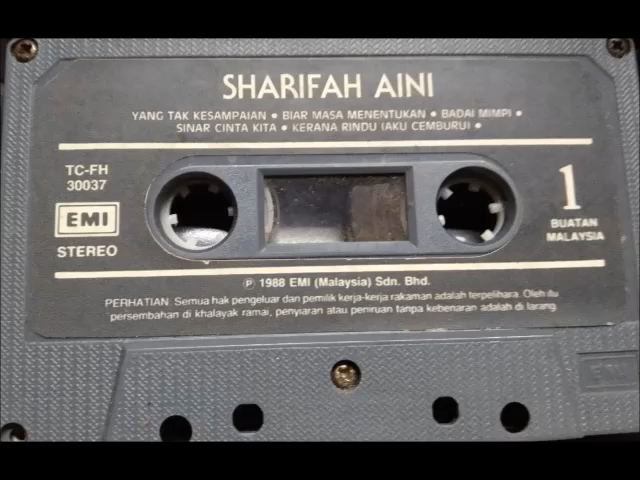 SHARIFAH AINI
YANG TAK KESAMPAIAN • BIAR MASA MENENTUKAN • BADAI MIMPI •
SINAR CINTA KITA • KERANA RINDU (AKU CEMBURU) •
TC-FH
30037
EMI
STEREO
1
BUATAN
MALAYSIA
℗ 1988 EMI (Malaysia) Sdn. Bhd.
PERHATIAN. Semua hak pengeluar dan pemilik kerja-kerja rakaman adalah terpelihara. Oleh itu
persembahan di khalayak ramai, penyiaran atau peniruan tanpa kebenaran adalah di larang.
EMI